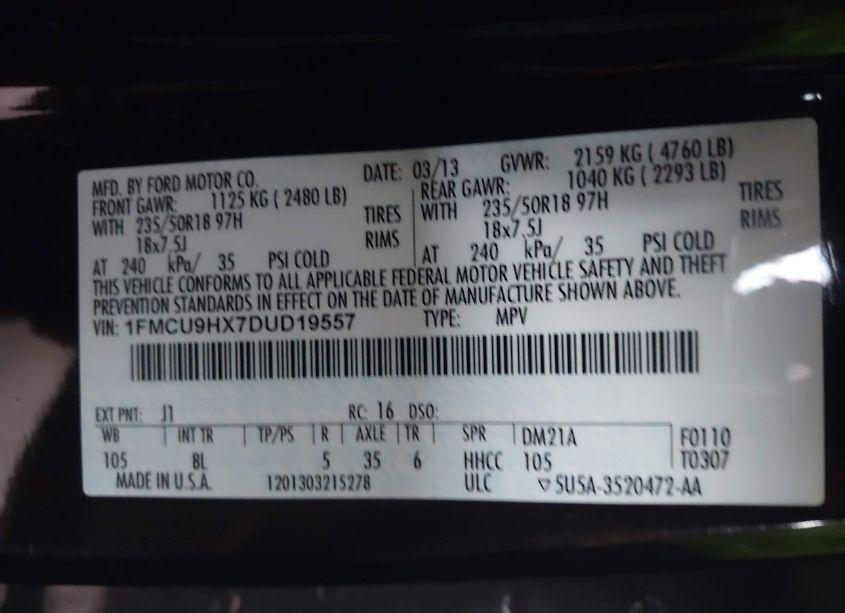 MFD. BY FORD MOTOR CO. DATE: 03/13 GVWR: 2159 KG ( 4760 LB)
FRONT GAWR: 1125 KG ( 2480 LB) REAR GAWR: 1040 KG ( 2293 LB)
WITH 235/50R18 97H TIRES WITH 235/50R18 97H TIRES
18x7.5J RIMS 18x7.5J RIMS
AT 240 kPa/ 35 PSI COLD AT 240 kPa/ 35 PSI COLD
THIS VEHICLE CONFORMS TO ALL APPLICABLE FEDERAL MOTOR VEHICLE SAFETY AND THEFT
PREVENTION STANDARDS IN EFFECT ON THE DATE OF MANUFACTURE SHOWN ABOVE.
VIN: 1FMCU9HX7DUD19557 TYPE: MPV
EXT PNT: J1 RC: 16 DSO:
WB INT TR TP/PS R AXLE TR SPR DM21A F0110
105 8L 5 35 6 HHCC 105 T0307
MADE IN U.S.A. 1201303215278 ULC ▽5U5A-3520472-AA